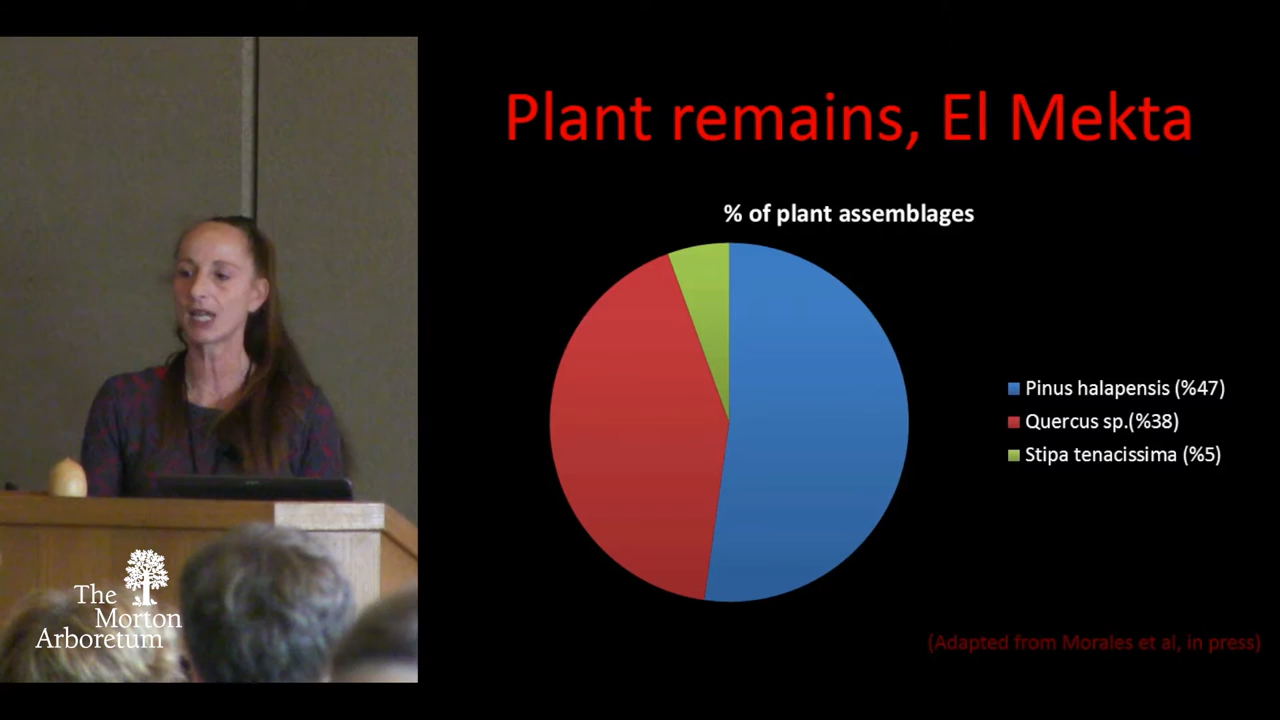 Plant remains, El Mekta
% of plant assemblages
Pinus halapensis (%47)
Quercus sp.(%38)
Stipa tenacissima (%5)
(Adapted from Morales et al, in press)
The
Morton
Arboretum